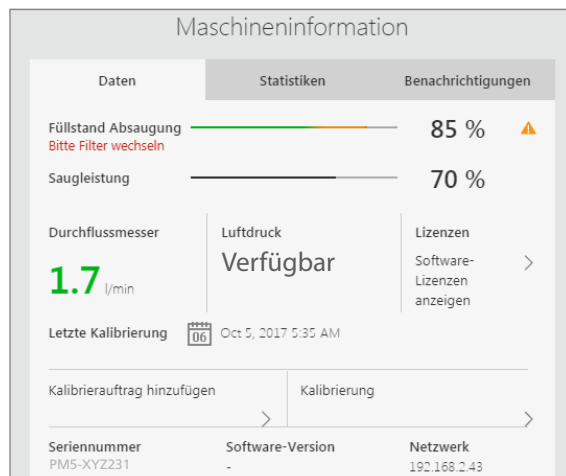 Maschineninformation
Daten
Statistiken
Benachrichtigungen
Füllstand Absaugung
85 %
Bitte Filter wechseln
Saugleistung
70 %
Durchflussmesser
Luftdruck
Lizenzen
1.7 l/min
Verfügbar
Software-
Lizenzen
anzeigen
Letzte Kalibrierung
06
Oct 5, 2017 5:35 AM
Kalibrierauftrag hinzufügen
Kalibrierung
Seriennummer
Software-Version
Netzwerk
PM5-XYZ231
-
192.168.2.43